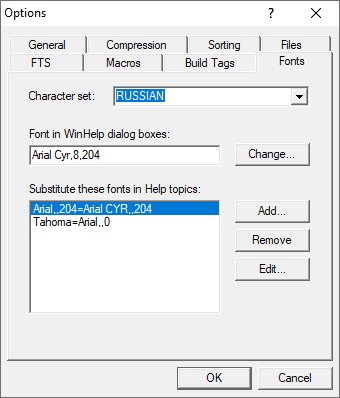 Options
General Compression Sorting Files
FTS Macros Build Tags Fonts
Character set: RUSSIAN
Font in WinHelp dialog boxes:
Arial Cyr,8,204 Change...
Substitute these fonts in Help topics:
Arial,,204=Arial CYR,,204 Add...
Tahoma=Arial,,0
Remove
Edit...
OK Cancel